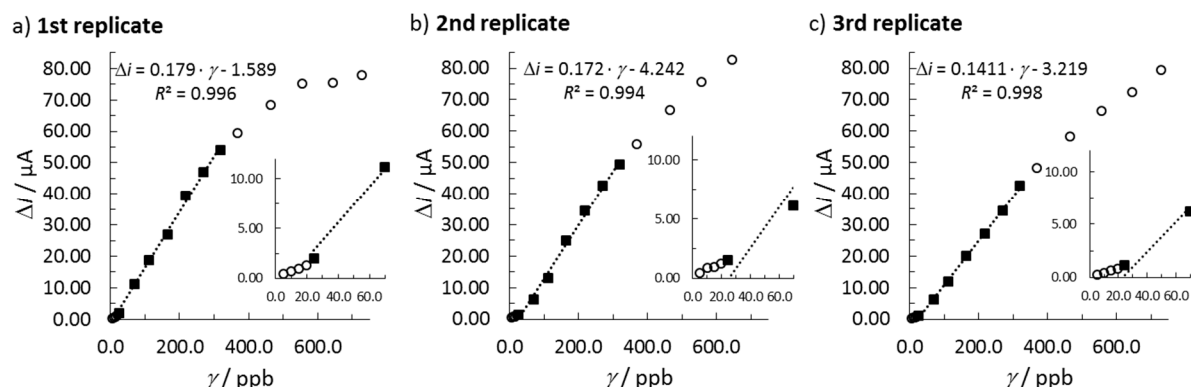 a) 1st replicate
Δi = 0.179 · γ - 1.589
R² = 0.996
80.00
70.00
60.00
50.00
40.00
30.00
20.00
10.00
0.00
Δi / µA
0.0
200.0
400.0
600.0
γ / ppb
10.00
5.00
0.00
0.0 20.0 40.0 60.0
b) 2nd replicate
Δi = 0.172 · γ - 4.242
R² = 0.994
80.00
70.00
60.00
50.00
40.00
30.00
20.00
10.00
0.00
Δi / µA
0.0
200.0
400.0
600.0
γ / ppb
10.00
5.00
0.00
0.0 20.0 40.0 60.0
c) 3rd replicate
Δi = 0.1411 · γ - 3.219
R² = 0.998
80.00
70.00
60.00
50.00
40.00
30.00
20.00
10.00
0.00
Δi / µA
0.0
200.0
400.0
600.0
γ / ppb
10.00
5.00
0.00
0.0 20.0 40.0 60.0